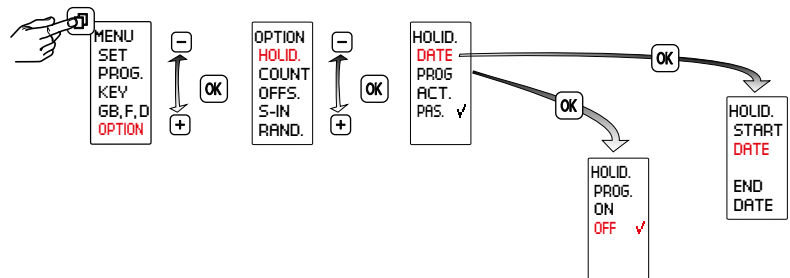 MENU
SET
PROG.
KEY
GB,F,D
OPTION
OK
OPTION
HOLID.
COUNT
OFFS.
S-IN
RAND.
OK
HOLID.
DATE
PROG
ACT.
PAS. ✓
OK
OK
HOLID.
PROG.
ON
OFF ✓
HOLID.
START
DATE
END
DATE